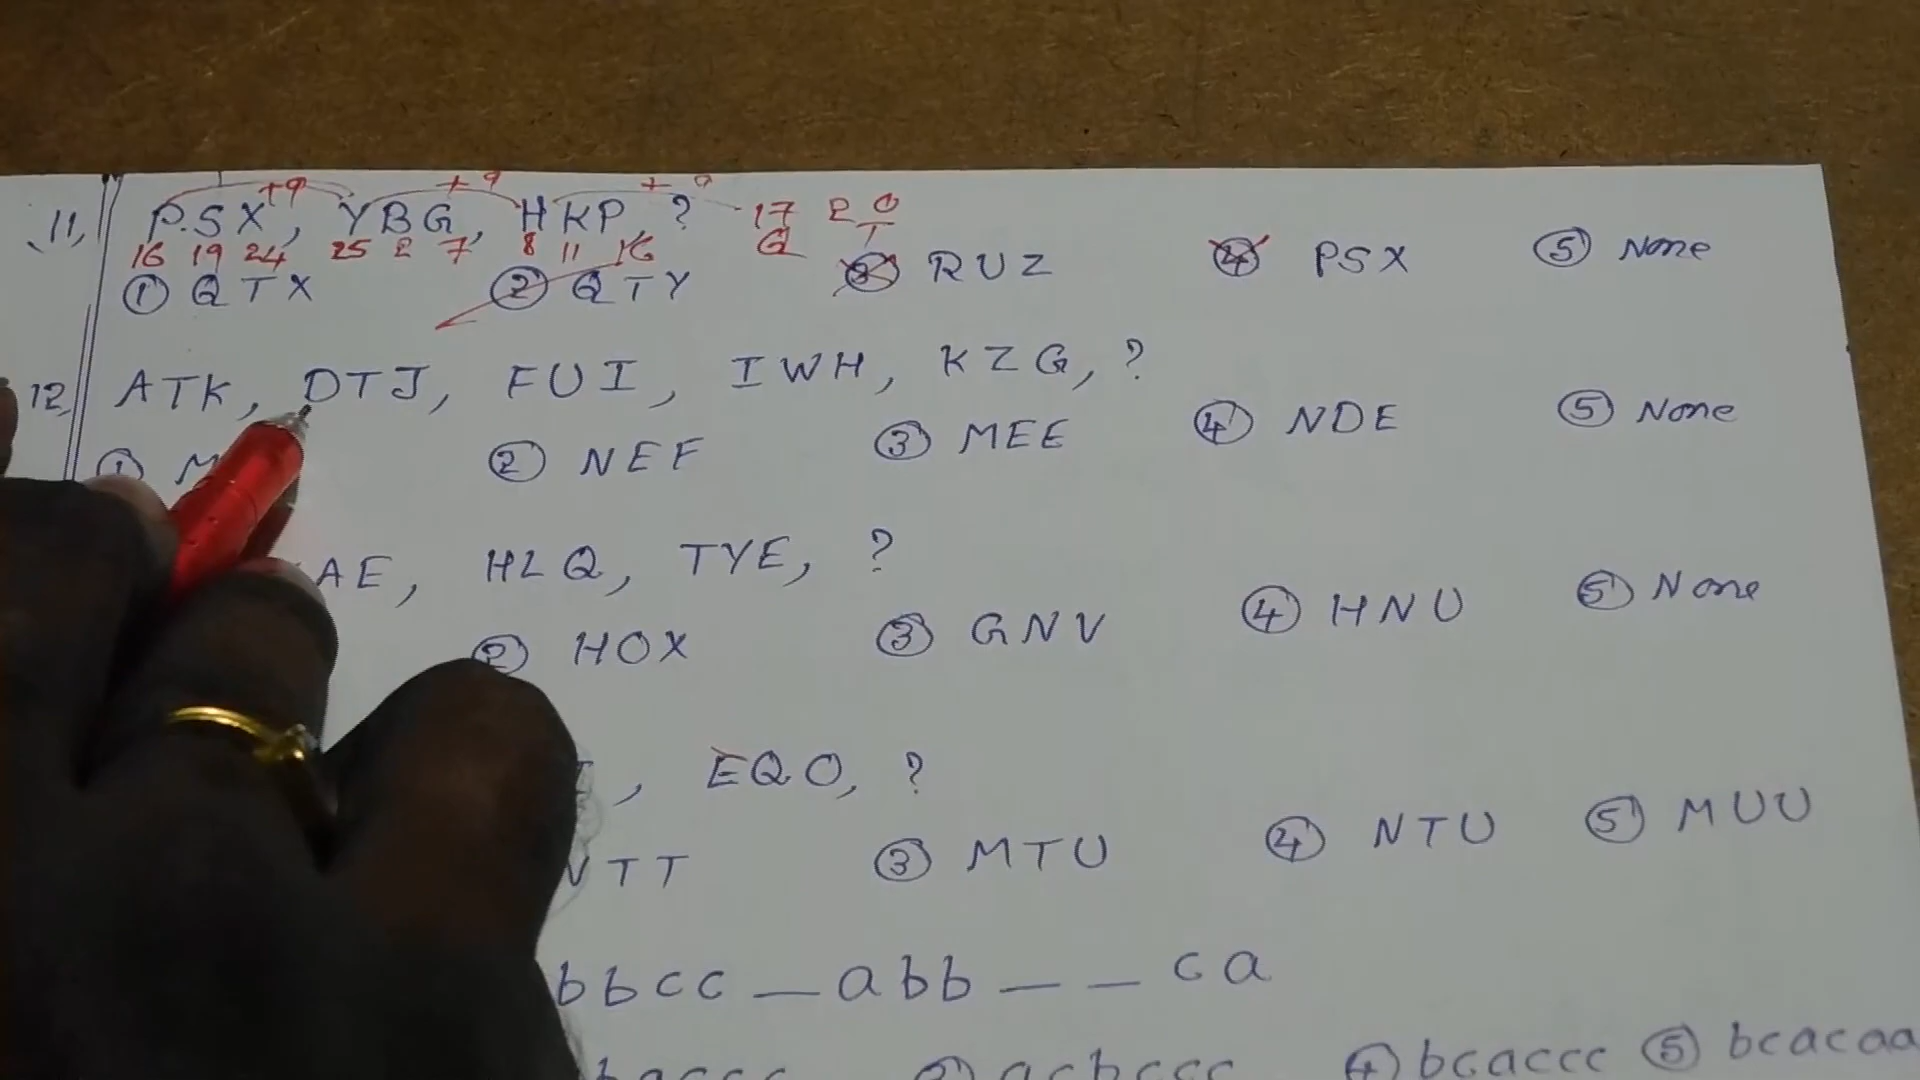 +9 +9 +9
11, PSX, YBG, HKP, ? 17 20
16 19 24 25 2 7 8 11 16 Q T
① QTX ② QTY ③ RUZ ④ PSX ⑤ None
12, ATK, DTJ, FUI, IWH, KZG, ?
① M ② NEF ③ MEE ④ NDE ⑤ None
AE, HLQ, TYE, ?
② HOX ③ GNV ④ HNU ⑤ None
, EQO, ?
TT ③ MTU ④ NTU ⑤ MUU
bbcc _ abb _ _ ca
④ bcaccc ⑤ bcacaa